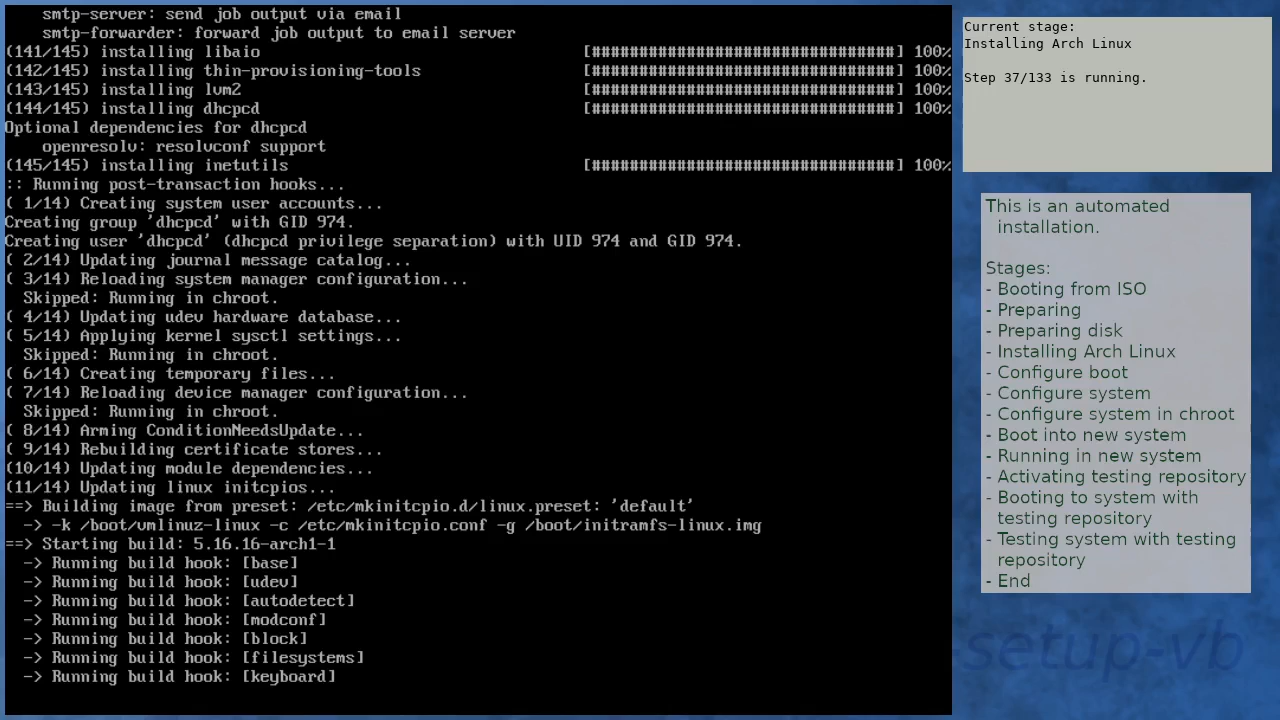 smtp-server: send job output via email
smtp-forwarder: forward job output to email server
(141/145) installing libaio [################################] 100%
(142/145) installing thin-provisioning-tools [################################] 100%
(143/145) installing lvm2 [################################] 100%
(144/145) installing dhcpcd [################################] 100%
Optional dependencies for dhcpcd
openresolv: resolvconf support
(145/145) installing inetutils [################################] 100%
:: Running post-transaction hooks...
( 1/14) Creating system user accounts...
Creating group 'dhcpcd' with GID 974.
Creating user 'dhcpcd' (dhcpcd privilege separation) with UID 974 and GID 974.
( 2/14) Updating journal message catalog...
( 3/14) Reloading system manager configuration...
Skipped: Running in chroot.
( 4/14) Updating udev hardware database...
( 5/14) Applying kernel sysctl settings...
Skipped: Running in chroot.
( 6/14) Creating temporary files...
( 7/14) Reloading device manager configuration...
Skipped: Running in chroot.
( 8/14) Arming ConditionNeedsUpdate...
( 9/14) Rebuilding certificate stores...
(10/14) Updating module dependencies...
(11/14) Updating linux initcpios...
==> Building image from preset: /etc/mkinitcpio.d/linux.preset: 'default'
-> -k /boot/vmlinuz-linux -c /etc/mkinitcpio.conf -g /boot/initramfs-linux.img
==> Starting build: 5.16.16-arch1-1
-> Running build hook: [base]
-> Running build hook: [udev]
-> Running build hook: [autodetect]
-> Running build hook: [modconf]
-> Running build hook: [block]
-> Running build hook: [filesystems]
-> Running build hook: [keyboard]
Current stage:
Installing Arch Linux
Step 37/133 is running.
This is an automated
installation.
Stages:
- Booting from ISO
- Preparing
- Preparing disk
- Installing Arch Linux
- Configure boot
- Configure system
- Configure system in chroot
- Boot into new system
- Running in new system
- Activating testing repository
- Booting to system with
testing repository
- Testing system with testing
repository
- End
-setup-vb